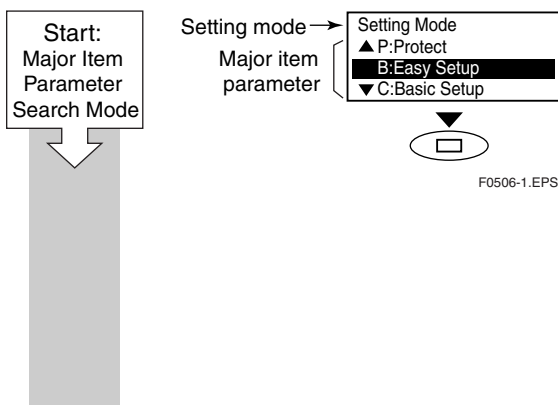 Start:
Major Item
Parameter
Search Mode
Setting mode
Major item
parameter
Setting Mode
▲ P:Protect
B:Easy Setup
▼ C:Basic Setup
F0506-1.EPS